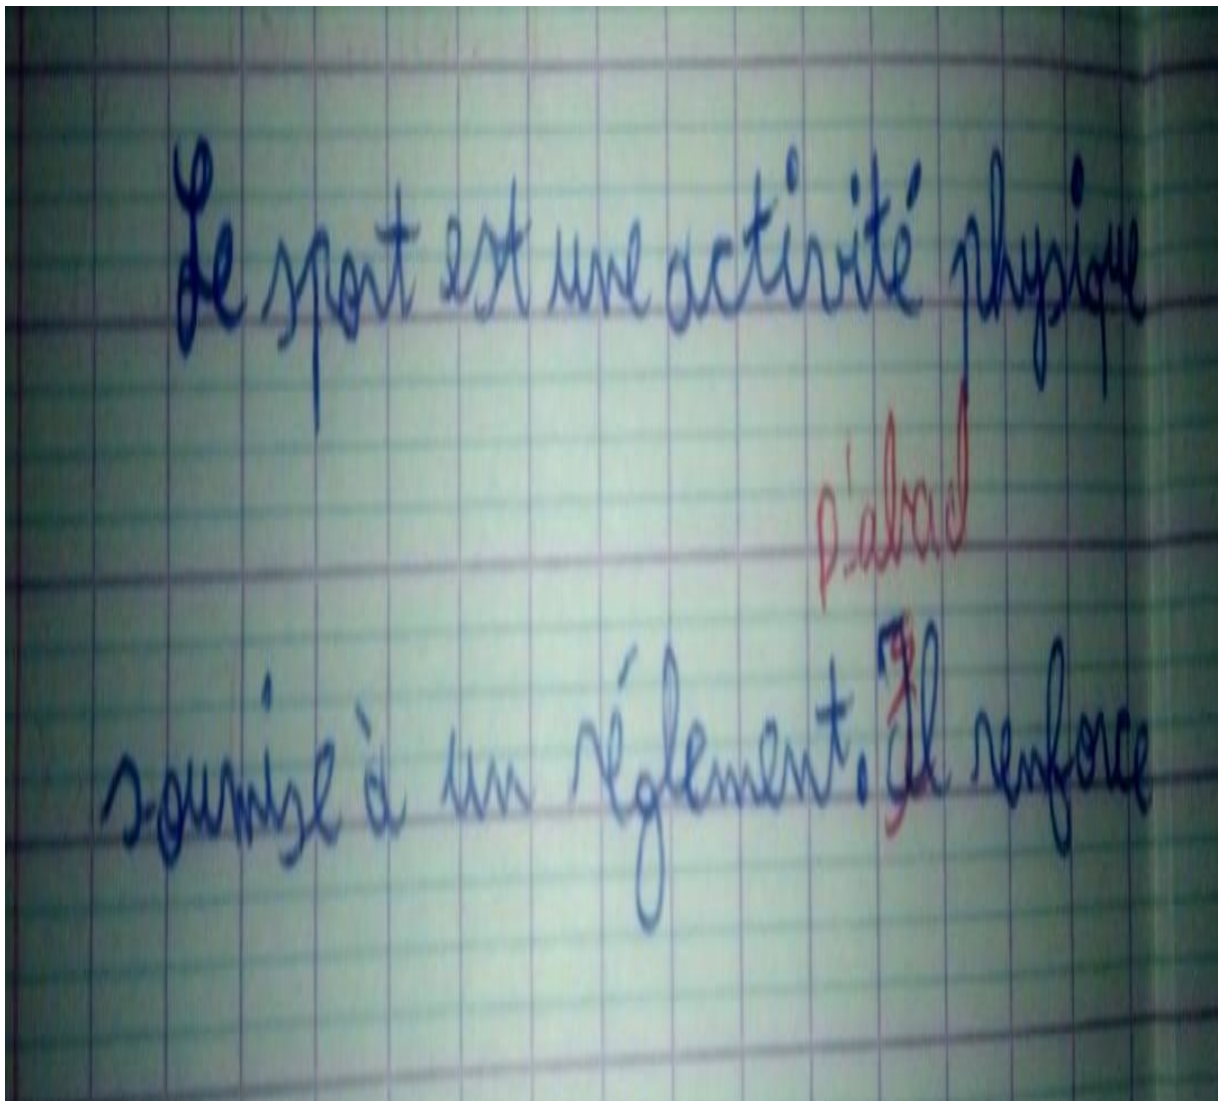 Le sport est une activité physique
d'abord
soumise à un réglement. Il renforce